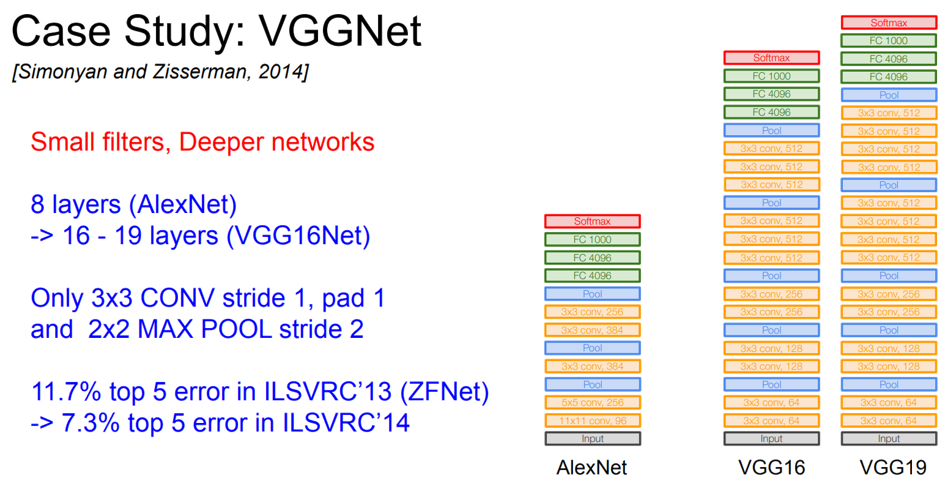 Case Study: VGGNet
[Simonyan and Zisserman, 2014]
Small filters, Deeper networks
8 layers (AlexNet)
-> 16 - 19 layers (VGG16Net)
Only 3x3 CONV stride 1, pad 1
and 2x2 MAX POOL stride 2
11.7% top 5 error in ILSVRC'13 (ZFNet)
-> 7.3% top 5 error in ILSVRC'14
Softmax
FC 1000
FC 4096
FC 4096
Pool
3x3 conv, 256
3x3 conv, 384
Pool
3x3 conv, 384
Pool
5x5 conv, 256
11x11 conv, 96
Input
AlexNet
Softmax
FC 1000
FC 4096
FC 4096
Pool
3x3 conv, 512
3x3 conv, 512
3x3 conv, 512
Pool
3x3 conv, 512
3x3 conv, 512
3x3 conv, 512
Pool
3x3 conv, 256
3x3 conv, 256
Pool
3x3 conv, 128
3x3 conv, 128
Pool
3x3 conv, 64
3x3 conv, 64
Input
VGG16
Softmax
FC 1000
FC 4096
FC 4096
Pool
3x3 conv, 512
3x3 conv, 512
3x3 conv, 512
3x3 conv, 512
Pool
3x3 conv, 512
3x3 conv, 512
3x3 conv, 512
3x3 conv, 512
Pool
3x3 conv, 256
3x3 conv, 256
Pool
3x3 conv, 128
3x3 conv, 128
Pool
3x3 conv, 64
3x3 conv, 64
Input
VGG19